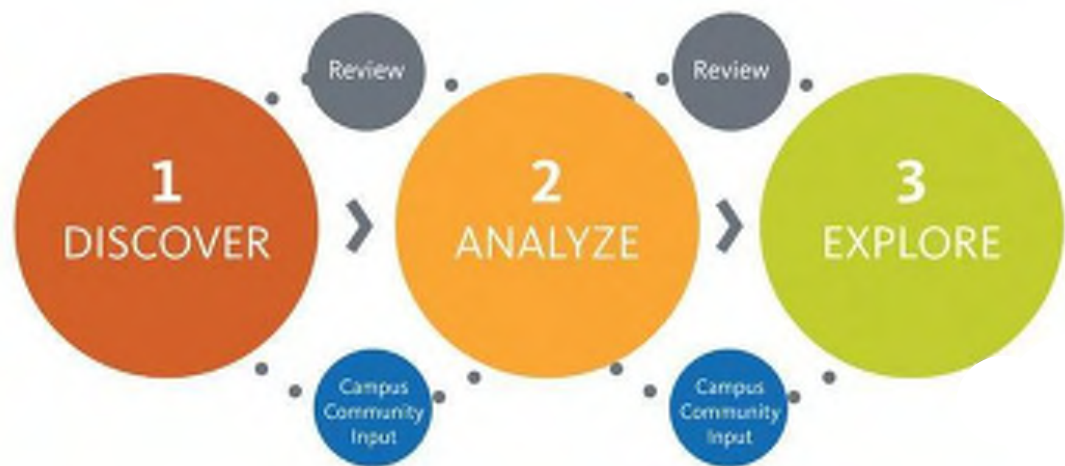 Review
Review
1
DISCOVER
2
ANALYZE
3
EXPLORE
Campus
Community
Input
Campus
Community
Input